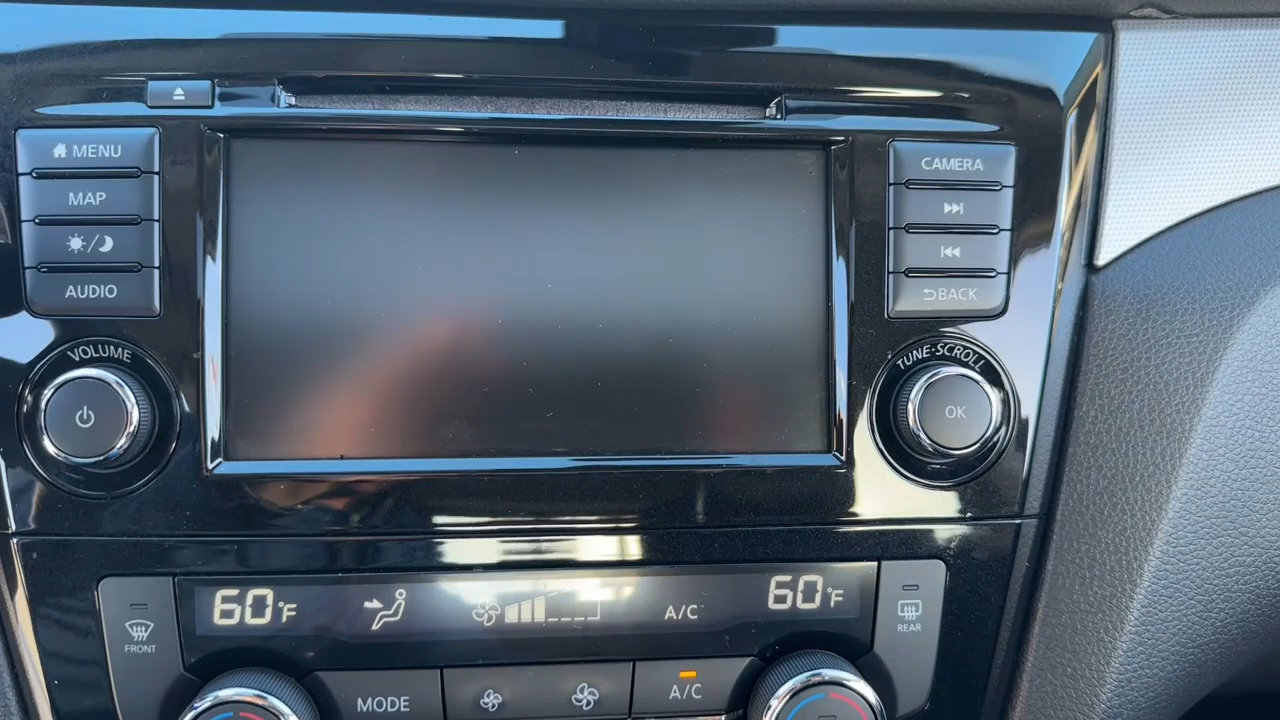 MENU
MAP
AUDIO
VOLUME
CAMERA
BACK
TUNE·SCROLL
OK
60°F
A/C
60°F
FRONT
REAR
MODE
A/C